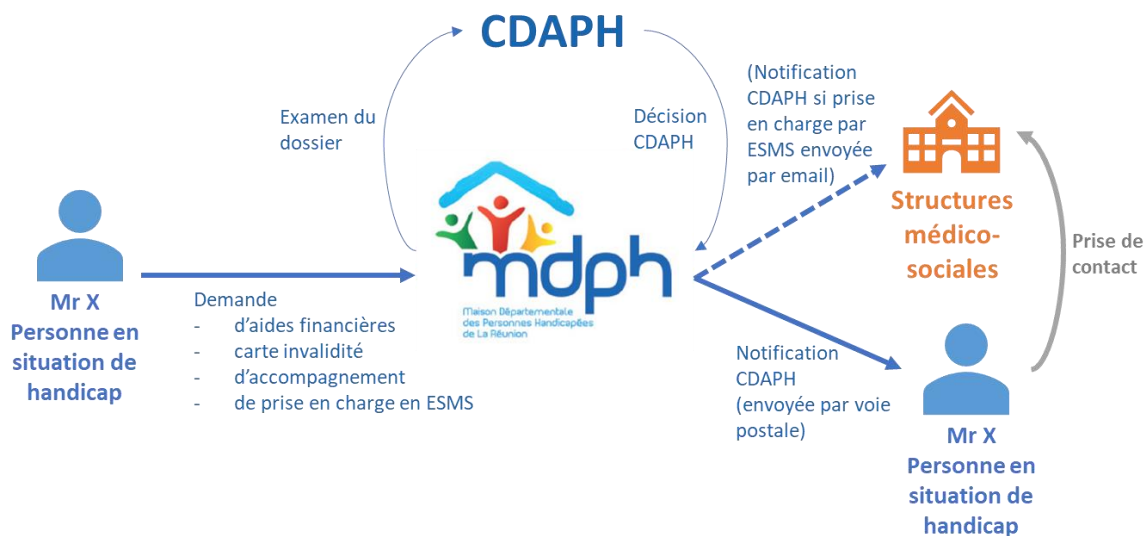 CDAPH
Examen du
dossier
Décision
CDAPH
(Notification
CDAPH si prise
en charge par
ESMS envoyée
par email)
Structures
médico-
sociales
Prise de
contact
mdph
Maison Départementale
des Personnes Handicapées
de La Réunion
Mr X
Personne en
situation de
handicap
Demande
- d'aides financières
- carte invalidité
- d'accompagnement
- de prise en charge en ESMS
Notification
CDAPH
(envoyée par voie
postale)
Mr X
Personne en
situation de
handicap